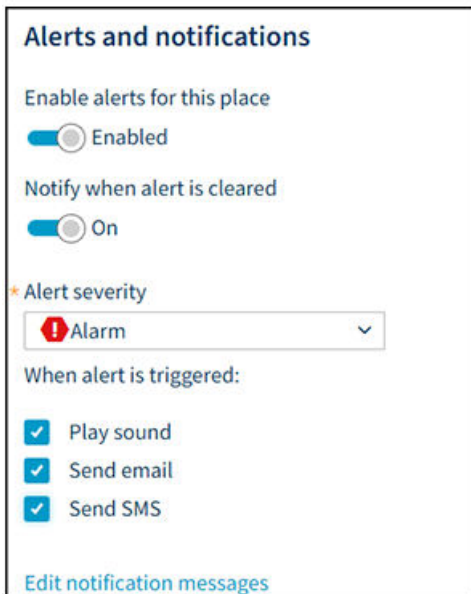 Alerts and notifications
Enable alerts for this place
Enabled
Notify when alert is cleared
On
* Alert severity
! Alarm
When alert is triggered:
Play sound
Send email
Send SMS
Edit notification messages